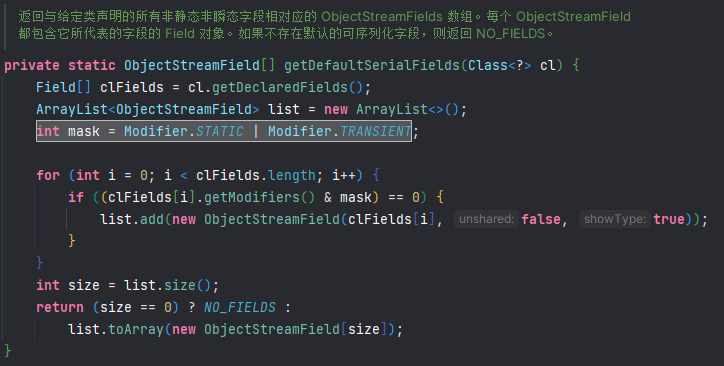 返回与给定类声明的所有非静态非瞬态字段相对应的 ObjectStreamFields 数组。每个 ObjectStreamField
都包含它所代表的字段的 Field 对象。如果不存在默认的可序列化字段，则返回 NO_FIELDS。
private static ObjectStreamField[] getDefaultSerialFields(Class<?> cl) {
    Field[] clFields = cl.getDeclaredFields();
    ArrayList<ObjectStreamField> list = new ArrayList<>();
    int mask = Modifier.STATIC | Modifier.TRANSIENT;
    for (int i = 0; i < clFields.length; i++) {
        if ((clFields[i].getModifiers() & mask) == 0) {
            list.add(new ObjectStreamField(clFields[i], unshared: false, showType: true));
        }
    }
    int size = list.size();
    return (size == 0) ? NO_FIELDS :
        list.toArray(new ObjectStreamField[size]);
}